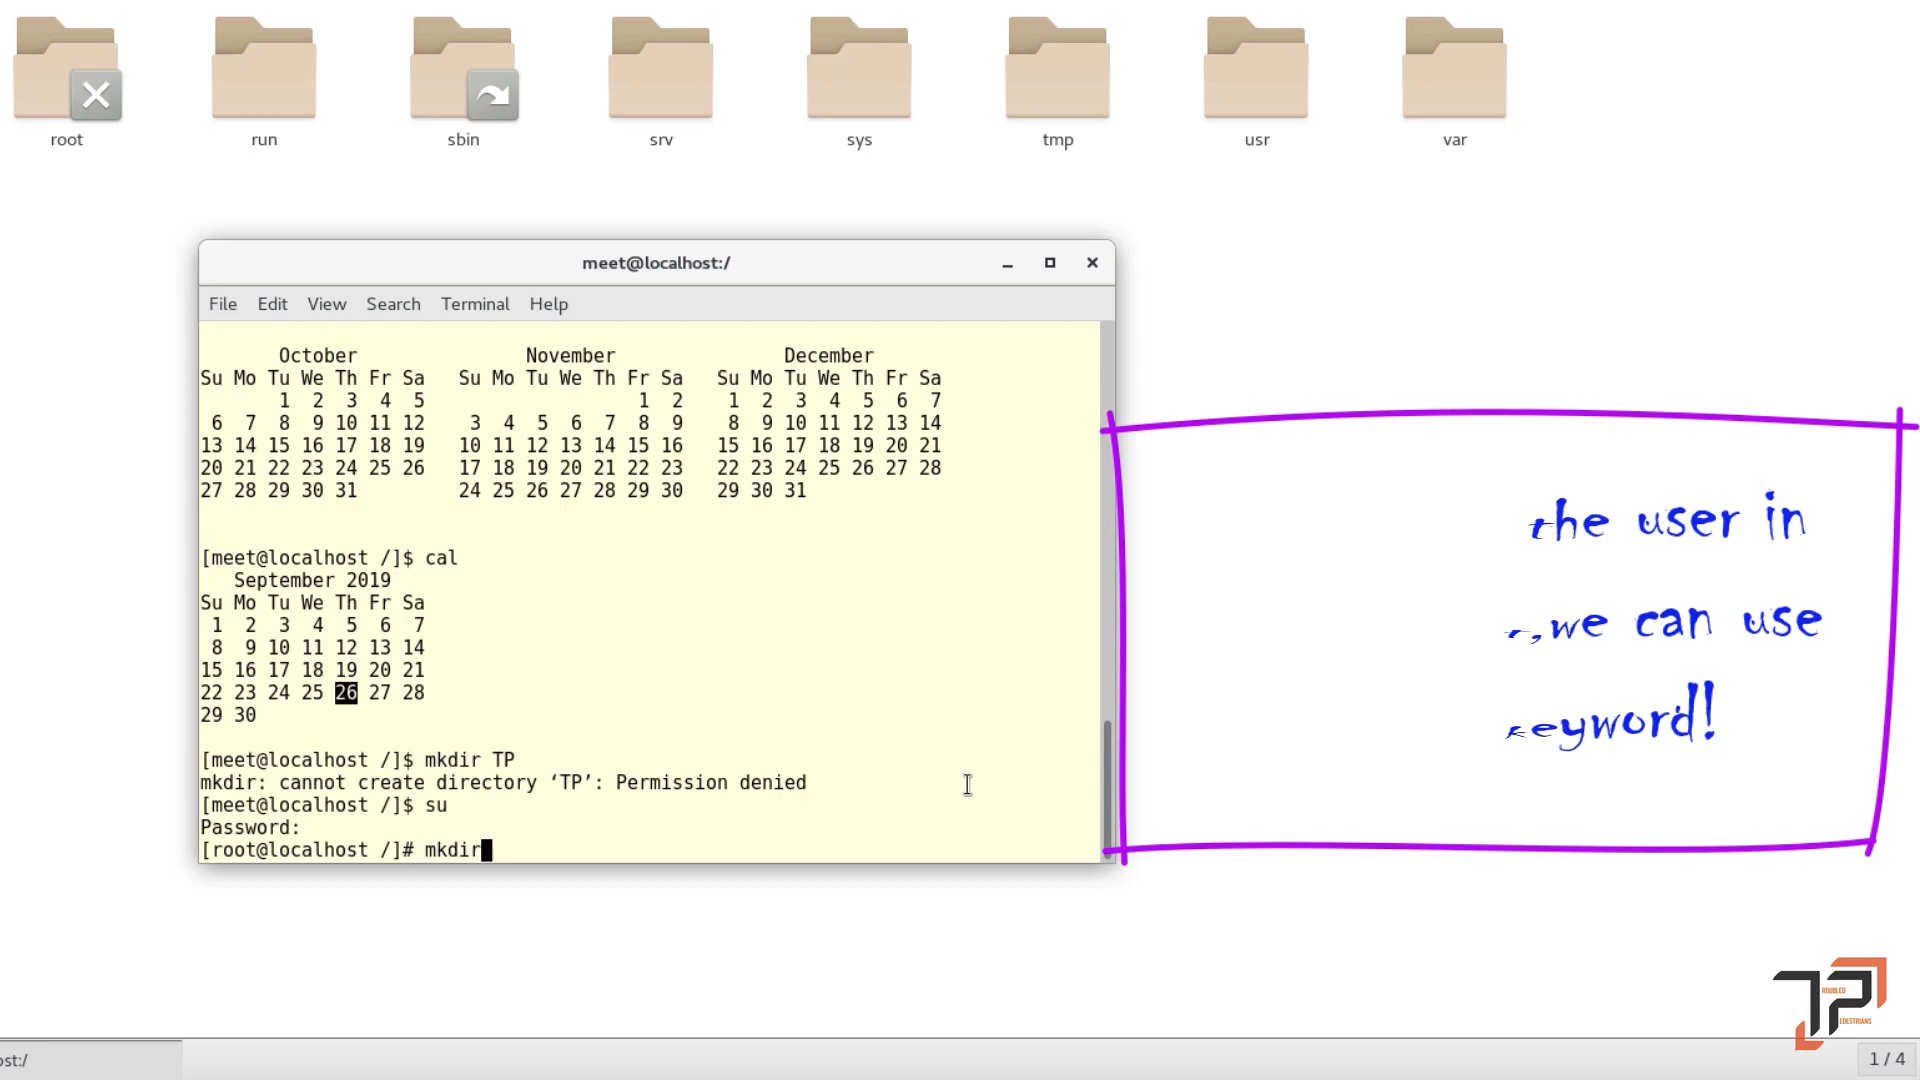 root run sbin srv sys tmp usr var
meet@localhost:/
File Edit View Search Terminal Help
October November December
Su Mo Tu We Th Fr Sa Su Mo Tu We Th Fr Sa Su Mo Tu We Th Fr Sa
1 2 3 4 5 1 2 1 2 3 4 5 6 7
6 7 8 9 10 11 12 3 4 5 6 7 8 9 8 9 10 11 12 13 14
13 14 15 16 17 18 19 10 11 12 13 14 15 16 15 16 17 18 19 20 21
20 21 22 23 24 25 26 17 18 19 20 21 22 23 22 23 24 25 26 27 28
27 28 29 30 31 24 25 26 27 28 29 30 29 30 31
[meet@localhost /]$ cal
September 2019
Su Mo Tu We Th Fr Sa
1 2 3 4 5 6 7
8 9 10 11 12 13 14
15 16 17 18 19 20 21
22 23 24 25 26 27 28
29 30
[meet@localhost /]$ mkdir TP
mkdir: cannot create directory ‘TP’: Permission denied
[meet@localhost /]$ su
Password:
[root@localhost /]# mkdir
the user in
,we can use
eyword!
TP
ROUBLED
EDESTRIANS
ost:/
1 / 4